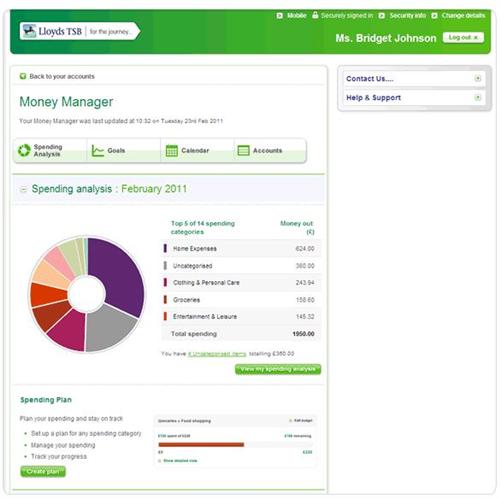 Mobile Securely signed in Security info Change details
Lloyds TSB | for the journey...
Ms. Bridget Johnson Log out
Back to your accounts
Contact Us....
Help & Support
Money Manager
Your Money Manager was last updated at 10:32 on Tuesday 23rd Feb 2011
Spending Analysis
Goals
Calendar
Accounts
Spending analysis : February 2011
Top 5 of 14 spending categories Money out (£)
Home Expenses 624.00
Uncategorised 360.00
Clothing & Personal Care 243.94
Groceries 158.60
Entertainment & Leisure 145.32
Total spending 1950.00
You have 4 Uncategorised items, totalling £360.00
View my spending analysis
Spending Plan
Plan your spending and stay on track
Set up a plan for any spending category
Manage your spending
Track your progress
Create plan
Groceries > Food shopping Edit budget
spent of remaining
£0
Show detailed view